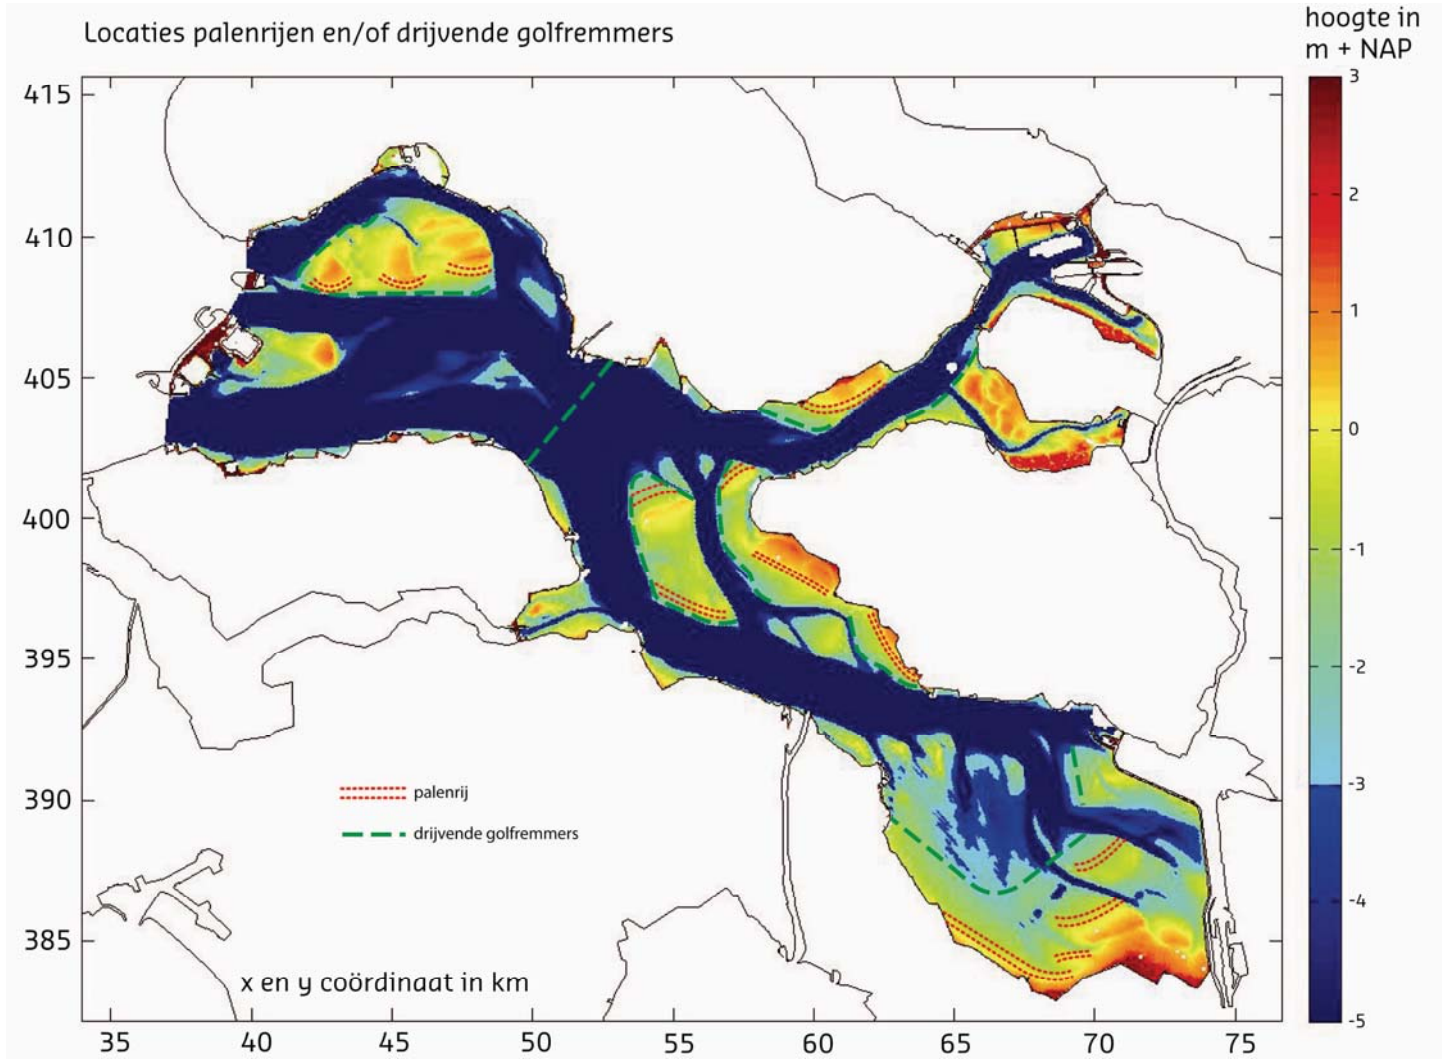 Locaties palenrijen en/of drijvende golfremmers
hoogte in
m + NAP
415
410
405
400
395
390
385
3
2
1
0
-1
-2
-3
-4
-5
palenrij
drijvende golfremmers
x en y coördinaat in km
35 40 45 50 55 60 65 70 75